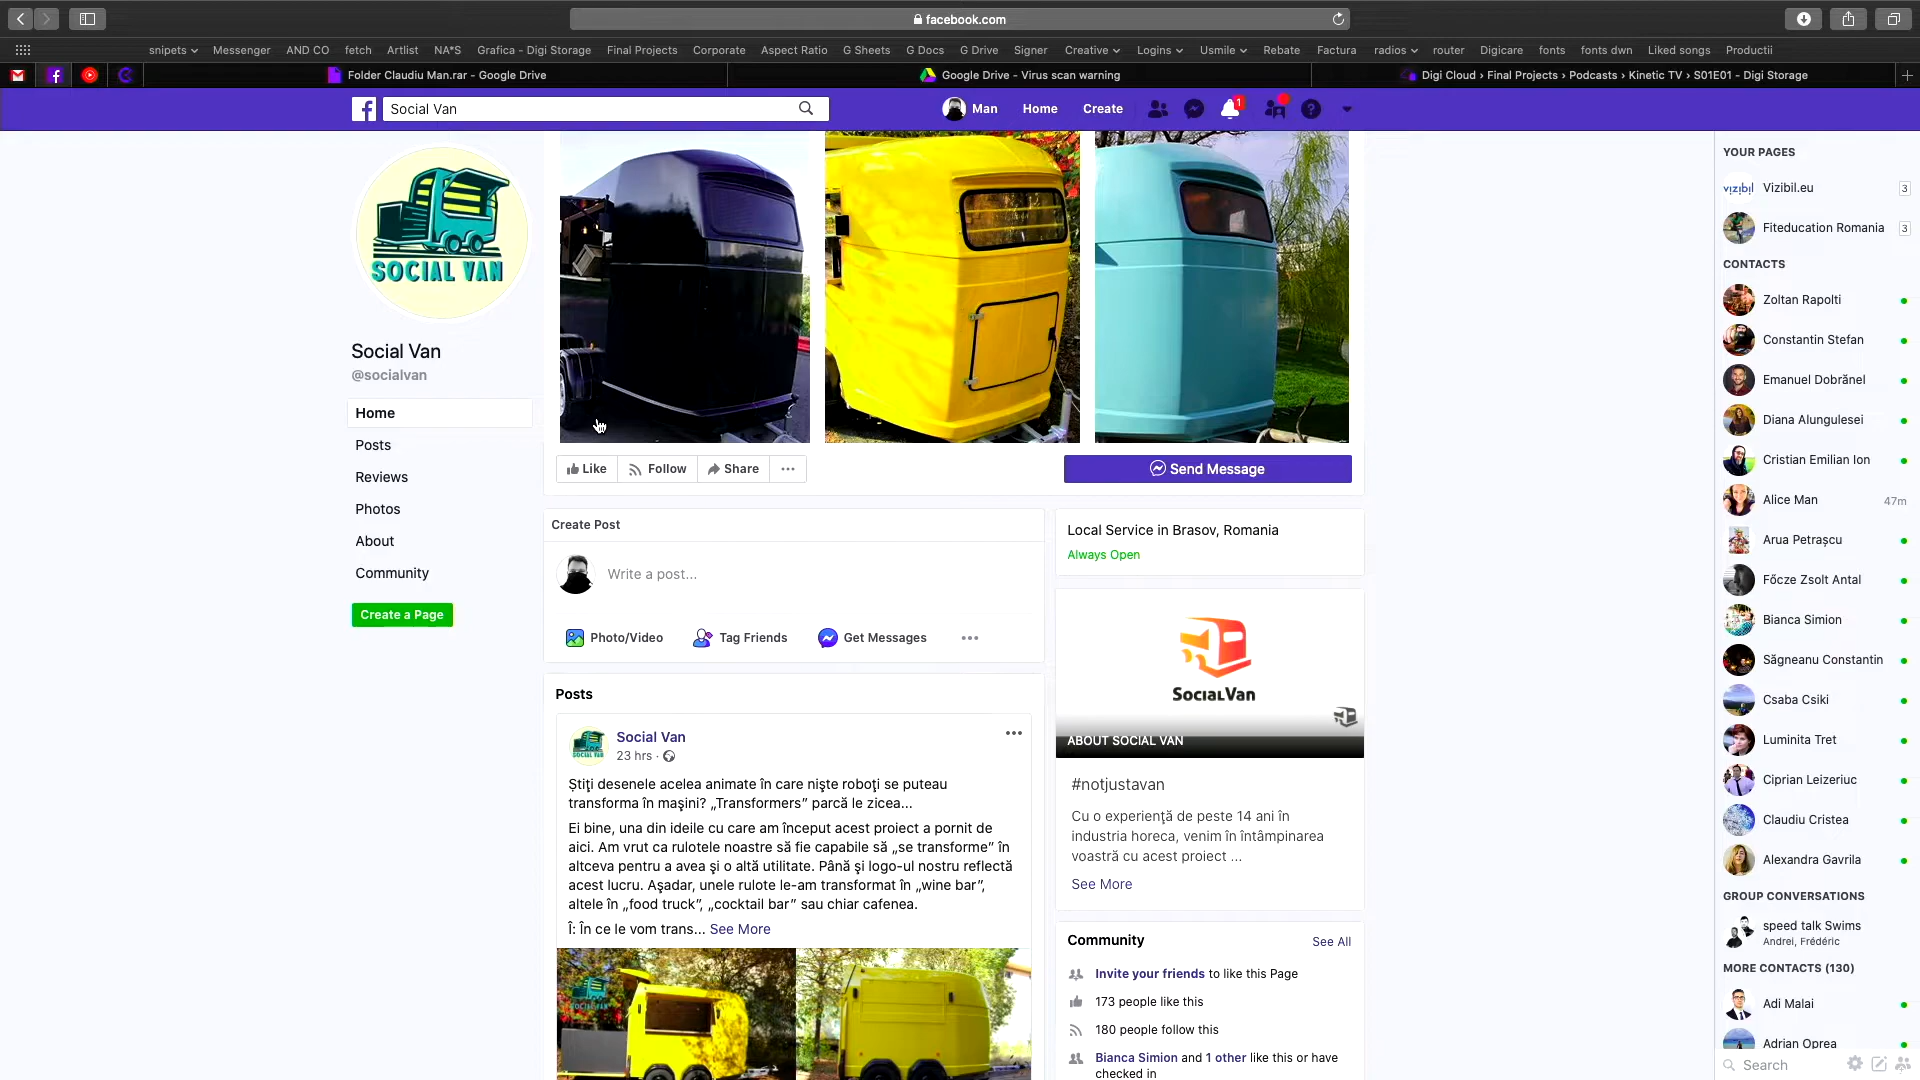 facebook.com
snipets Messenger AND CO fetch Artlist NA*S Grafica - Digi Storage Final Projects Corporate Aspect Ratio G Sheets G Docs G Drive Signer Creative Logins Usmile Rebate Factura radios router Digicare fonts fonts dwn Liked songs Productii
Folder Claudiu Man.rar - Google Drive
Google Drive - Virus scan warning
Digi Cloud › Final Projects › Podcasts › Kinetic TV › S01E01 - Digi Storage
Social Van
Man Home Create 1
SOCIAL VAN
Social Van
@socialvan
Home
Posts
Reviews
Photos
About
Community
Create a Page
Like Follow Share
Send Message
Create Post
Write a post...
Photo/Video Tag Friends Get Messages
Posts
Social Van
23 hrs ·
Știți desenele acelea animate în care niște roboți se puteau
transforma în mașini? „Transformers” parcă le zicea...
Ei bine, una din ideile cu care am început acest proiect a pornit de
aici. Am vrut ca rulotele noastre să fie capabile să „se transforme” în
altceva pentru a avea și o altă utilitate. Până și logo-ul nostru reflectă
acest lucru. Așadar, unele rulote le-am transformat în „wine bar”,
altele în „food truck”, „cocktail bar” sau chiar cafenea.
Î: În ce le vom trans... See More
Local Service in Brasov, Romania
Always Open
SocialVan
ABOUT SOCIAL VAN
#notjustavan
Cu o experiență de peste 14 ani în
industria horeca, venim în întâmpinarea
voastră cu acest proiect ...
See More
Community See All
Invite your friends to like this Page
173 people like this
180 people follow this
Bianca Simion and 1 other like this or have
checked in
YOUR PAGES
vizibil Vizibil.eu 3
Fiteducation Romania 3
CONTACTS
Zoltan Rapolti
Constantin Stefan
Emanuel Dobrănel
Diana Alungulesei
Cristian Emilian Ion
Alice Man 47m
Arua Petrașcu
Főcze Zsolt Antal
Bianca Simion
Săgneanu Constantin
Csaba Csiki
Luminita Tret
Ciprian Leizeriuc
Claudiu Cristea
Alexandra Gavrila
GROUP CONVERSATIONS
speed talk Swims
Andrei, Frédéric
MORE CONTACTS (130)
Adi Malai
Adrian Oprea
Search